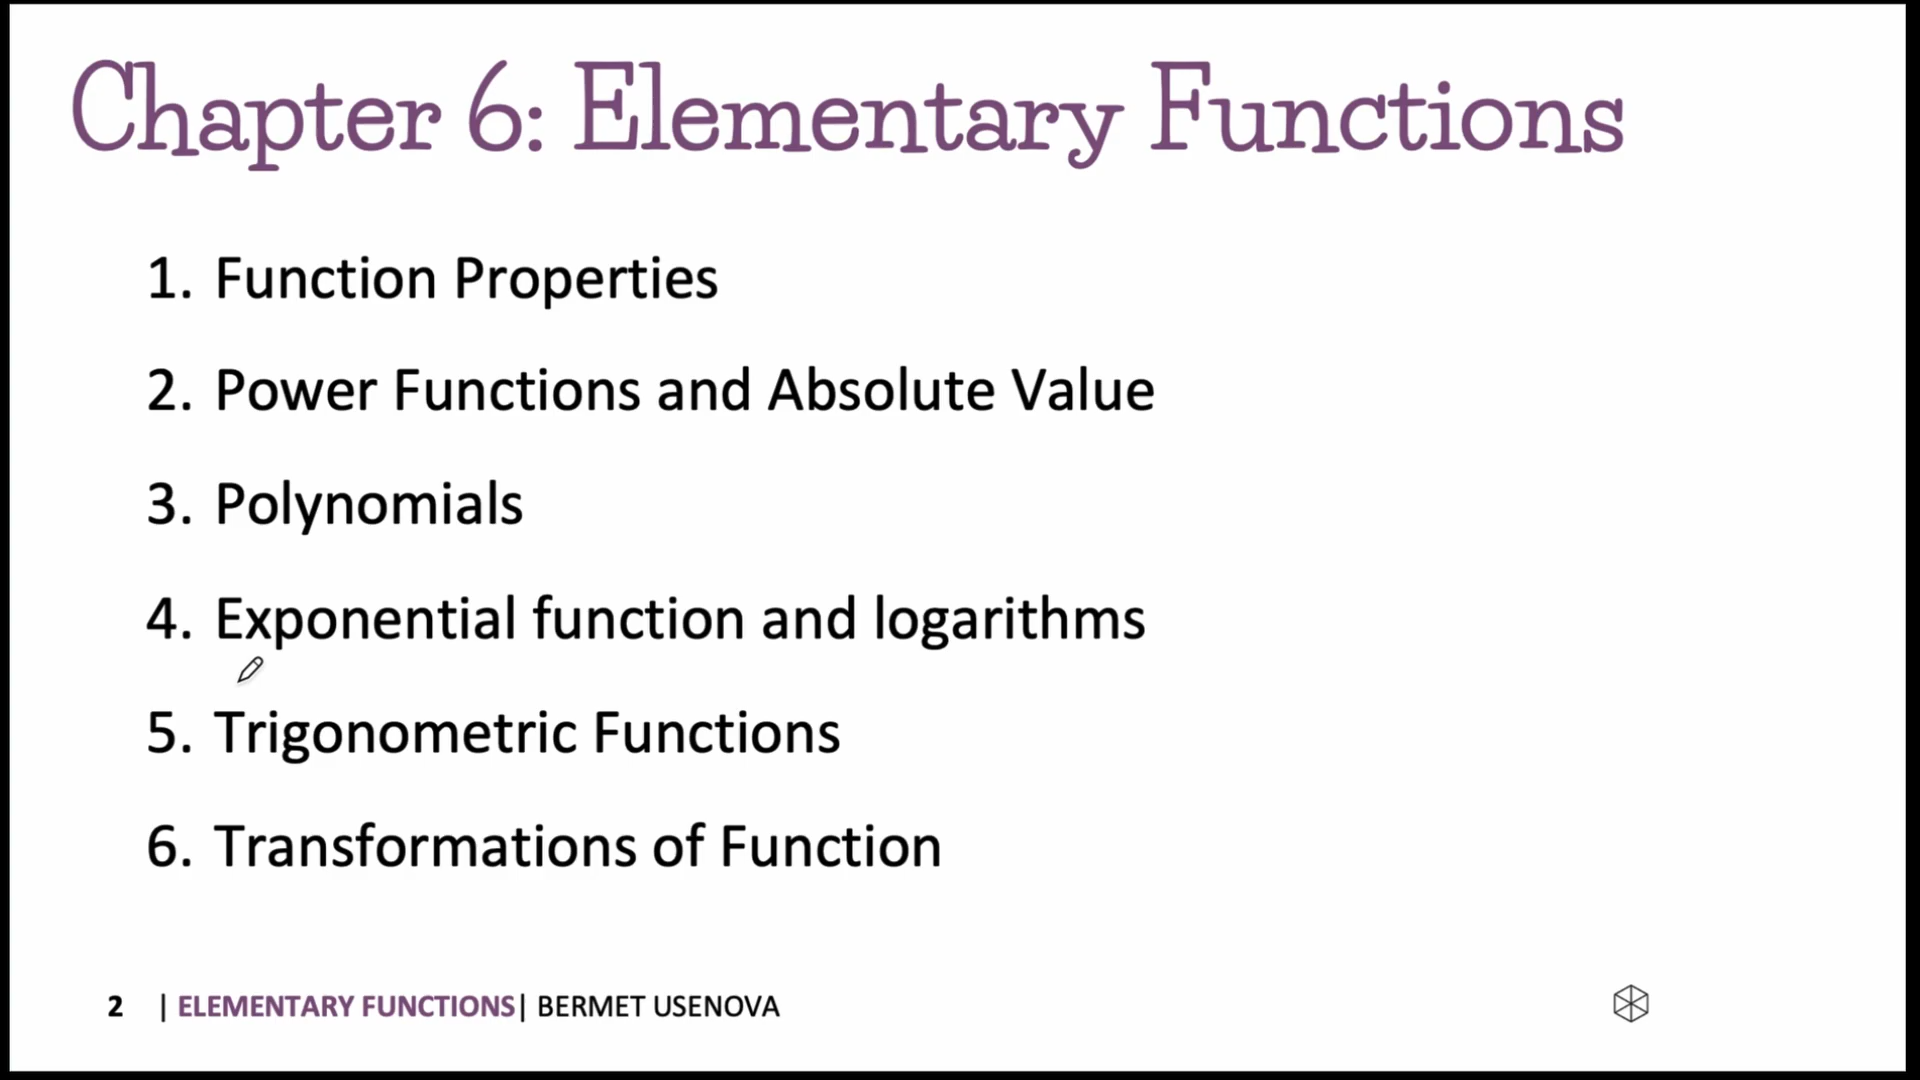 Chapter 6: Elementary Functions
1. Function Properties
2. Power Functions and Absolute Value
3. Polynomials
4. Exponential function and logarithms
5. Trigonometric Functions
6. Transformations of Function
2 | ELEMENTARY FUNCTIONS| BERMET USENOVA